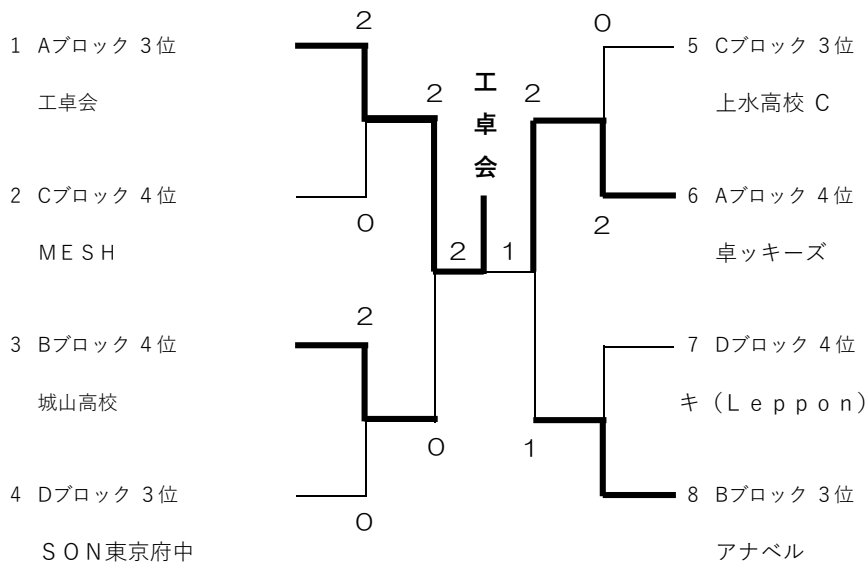 2
1 Aブロック 3位
工卓会
2
2 Cブロック 4位
0
ＭＥＳＨ
2
3 Bブロック 4位
城山高校
0
4 Dブロック 3位
0
ＳＯＮ東京府中
工卓会
2
1
0
5 Cブロック 3位
上水高校 C
2
6 Aブロック 4位
2
卓ッキーズ
7 Dブロック 4位
キ（Ｌｅｐｐｏｎ）
1
8 Bブロック 3位
アナベル